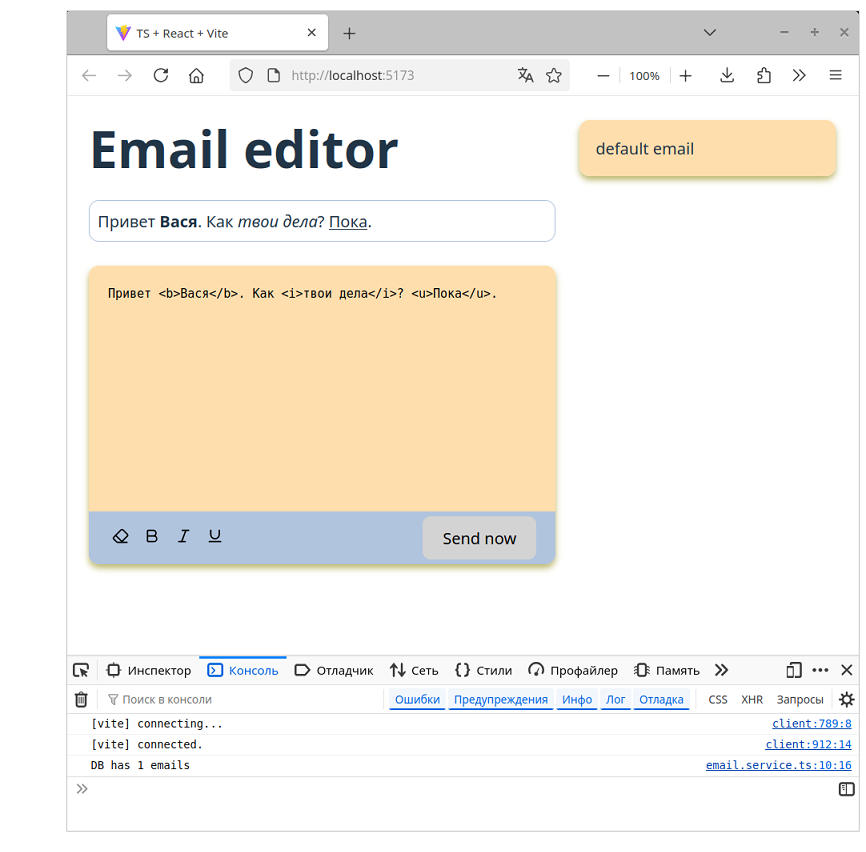 TS + React + Vite
http://localhost:5173
100%
Email editor
default email
Привет Вася. Как твои дела? Пока.
Привет <b>Вася</b>. Как <i>твои дела</i>? <u>Пока</u>.
B I U
Send now
Инспектор Консоль Отладчик Сеть Стили Профайлер Память
Поиск в консоли Ошибки Предупреждения Инфо Лог Отладка CSS XHR Запросы
[vite] connecting... client:789:8
[vite] connected. client:912:14
DB has 1 emails email.service.ts:10:16